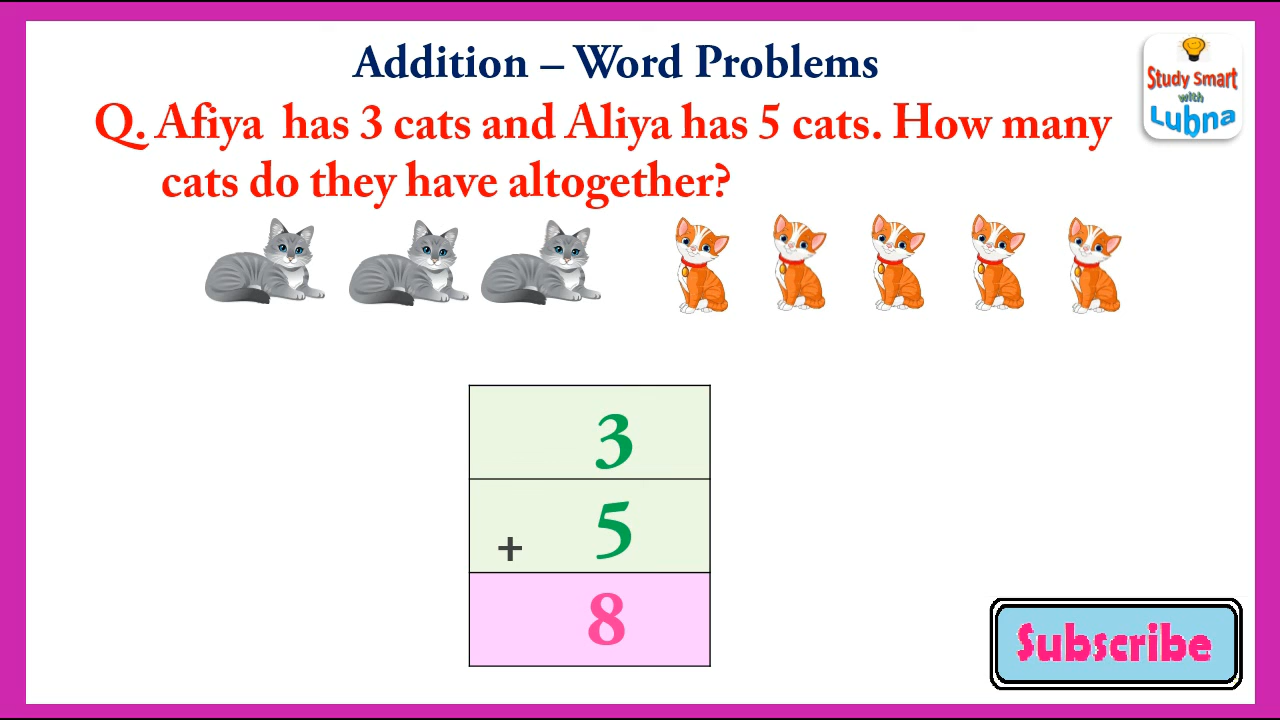 Addition – Word Problems
Study Smart
with
Lubna
Q. Afiya has 3 cats and Aliya has 5 cats. How many
cats do they have altogether?
3
+ 5
8
Subscribe